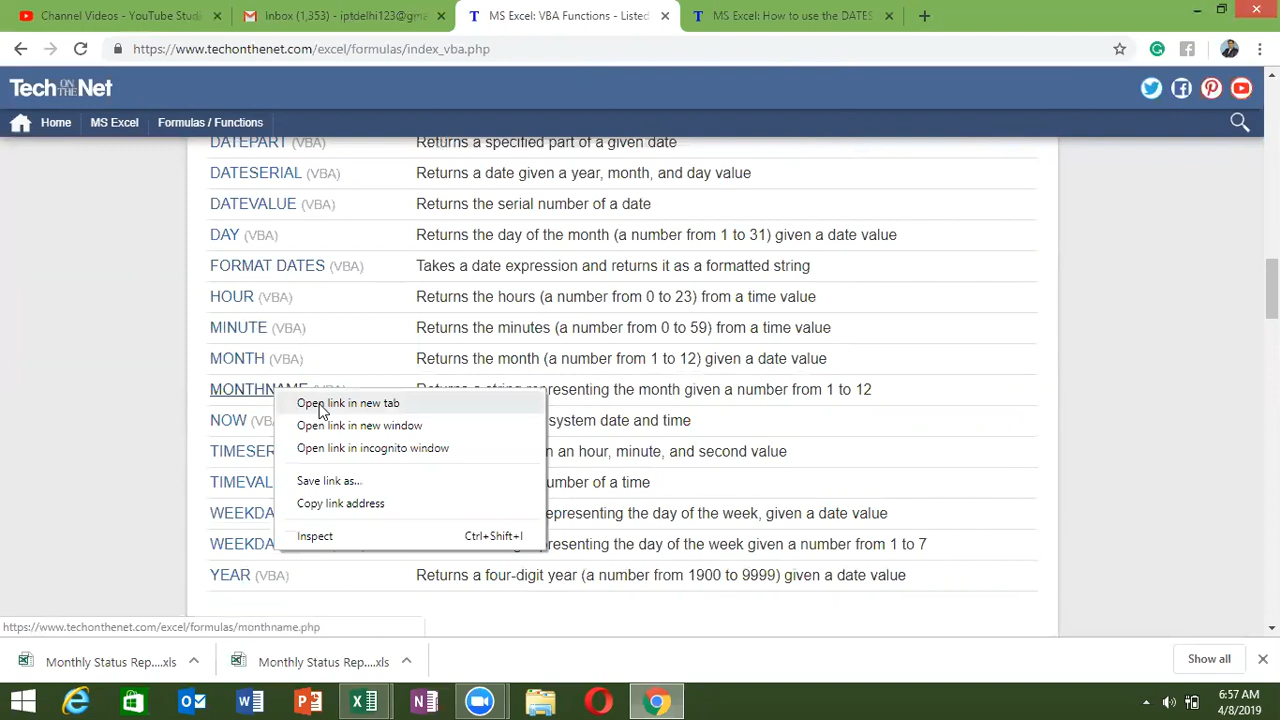 Channel Videos - YouTube Studi
Inbox (1,353) - iptdelhi123@gma
MS Excel: VBA Functions - Listed
MS Excel: How to use the DATES
https://www.techonthenet.com/excel/formulas/index_vba.php
Tech ON THE Net
Home MS Excel Formulas / Functions
DATEPART (VBA) Returns a specified part of a given date
DATESERIAL (VBA) Returns a date given a year, month, and day value
DATEVALUE (VBA) Returns the serial number of a date
DAY (VBA) Returns the day of the month (a number from 1 to 31) given a date value
FORMAT DATES (VBA) Takes a date expression and returns it as a formatted string
HOUR (VBA) Returns the hours (a number from 0 to 23) from a time value
MINUTE (VBA) Returns the minutes (a number from 0 to 59) from a time value
MONTH (VBA) Returns the month (a number from 1 to 12) given a date value
MONTHNAME (VBA) Returns a string representing the month given a number from 1 to 12
Open link in new tab
NOW (VBA) system date and time
Open link in new window
TIMESER n an hour, minute, and second value
Open link in incognito window
TIMEVAL umber of a time
Save link as...
WEEKDA epresenting the day of the week, given a date value
Copy link address
WEEKDA presenting the day of the week given a number from 1 to 7
Inspect Ctrl+Shift+I
YEAR (VBA) Returns a four-digit year (a number from 1900 to 9999) given a date value
https://www.techonthenet.com/excel/formulas/monthname.php
Monthly Status Rep....xls
Monthly Status Rep....xls
Show all
6:57 AM
4/8/2019